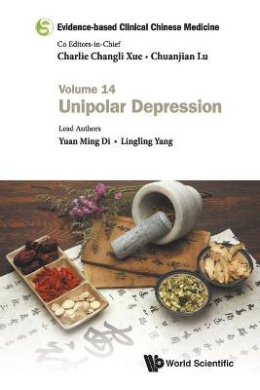 Evidence-based Clinical Chinese Medicine
Co Editors-in-Chief
Charlie Changli Xue • Chuanjian Lu
Volume 14
Unipolar Depression
Lead Authors
Yuan Ming Di • Lingling Yang
World Scientific